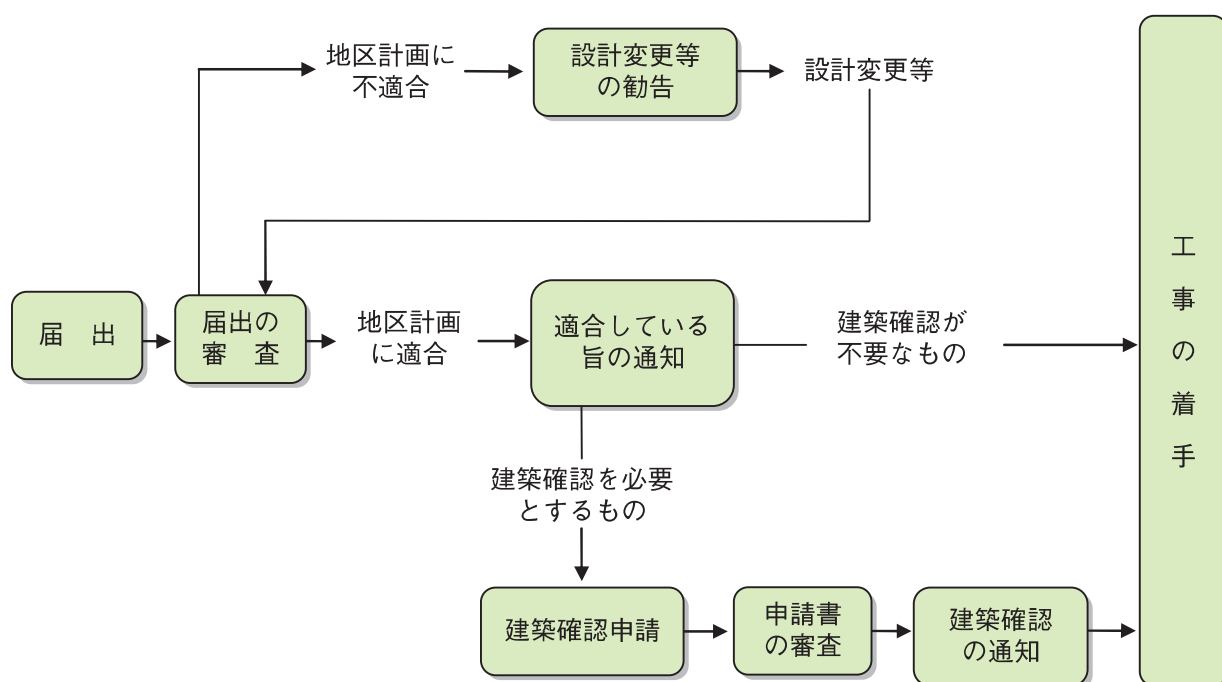 地区計画に
不適合
設計変更等
の勧告
設計変更等
届　出
届出の
審　査
地区計画
に適合
適合している
旨の通知
建築確認が
不要なもの
工事の着手
建築確認を必要
とするもの
建築確認申請
申請書
の審査
建築確認
の通知